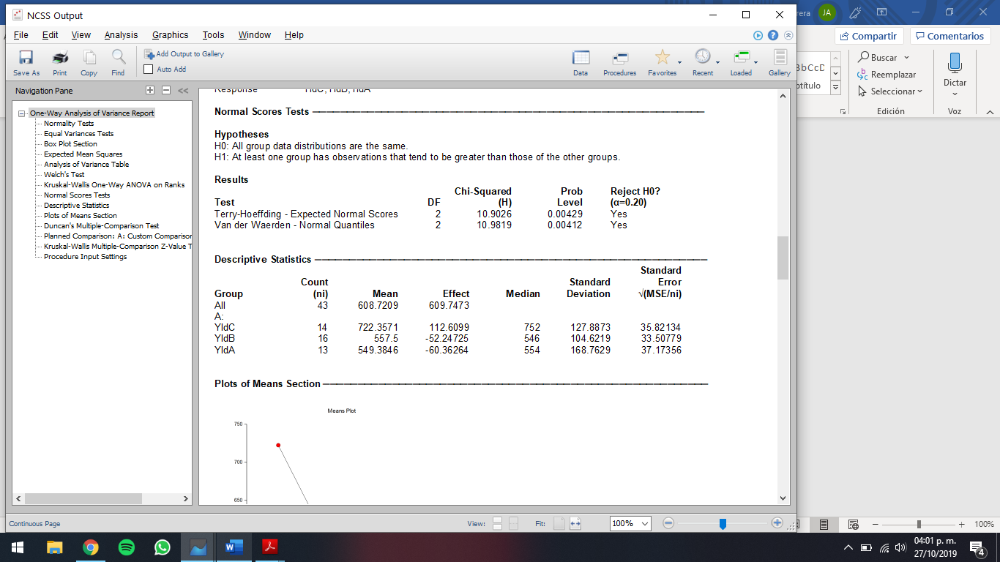 NCSS Output
rera JA
File Edit View Analysis Graphics Tools Window Help
Compartir Comentarios
Save As Print Copy Find
Add Output to Gallery
Auto Add
Data Procedures Favorites Recent Loaded Gallery
Buscar
Reemplazar
Seleccionar
Edición
Dictar
Voz
Navigation Pane
One-Way Analysis of Variance Report
Normality Tests
Equal Variances Tests
Box Plot Section
Expected Mean Squares
Analysis of Variance Table
Welch's Test
Kruskal-Wallis One-Way ANOVA on Ranks
Normal Scores Tests
Descriptive Statistics
Plots of Means Section
Duncan's Multiple-Comparison Test
Planned Comparison: A: Custom Comparison
Kruskal-Wallis Multiple-Comparison Z-Value T
Procedure Input Settings
Response YldC, YldB, YldA
Normal Scores Tests
Hypotheses
H0: All group data distributions are the same.
H1: At least one group has observations that tend to be greater than those of the other groups.
Results
Chi-Squared Prob Reject H0?
Test DF (H) Level (α=0.20)
Terry-Hoeffding - Expected Normal Scores 2 10.9026 0.00429 Yes
Van der Waerden - Normal Quantiles 2 10.9819 0.00412 Yes
Descriptive Statistics
Standard
Count Standard Error
Group (ni) Mean Effect Median Deviation √(MSE/ni)
All 43 608.7209 609.7473
A:
YldC 14 722.3571 112.6099 752 127.8873 35.82134
YldB 16 557.5 -52.24725 546 104.6219 33.50779
YldA 13 549.3846 -60.36264 554 168.7629 37.17356
Plots of Means Section
Means Plot
750
700
650
Continuous Page View: Fit: 100%
100%
04:01 p. m.
27/10/2019
4